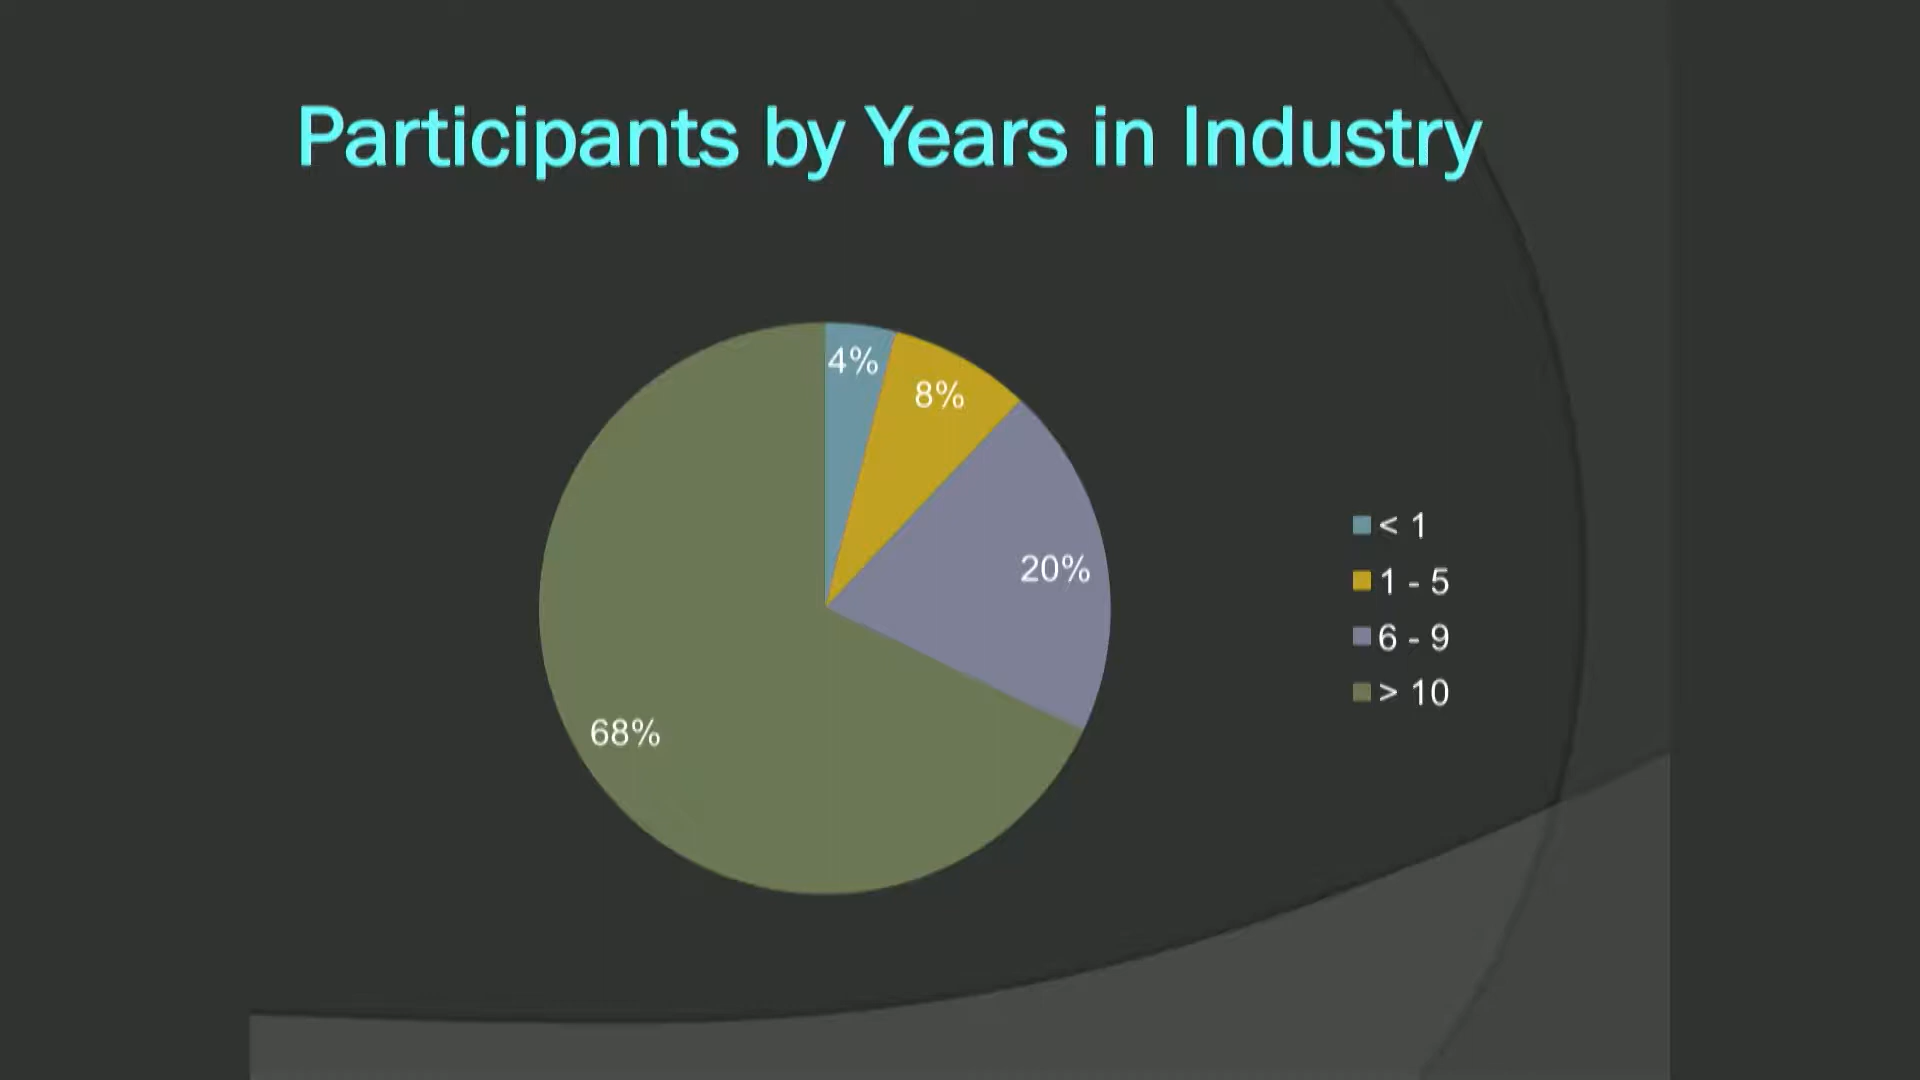 Participants by Years in Industry
4%
8%
20%
68%
< 1
1 - 5
6 - 9
> 10